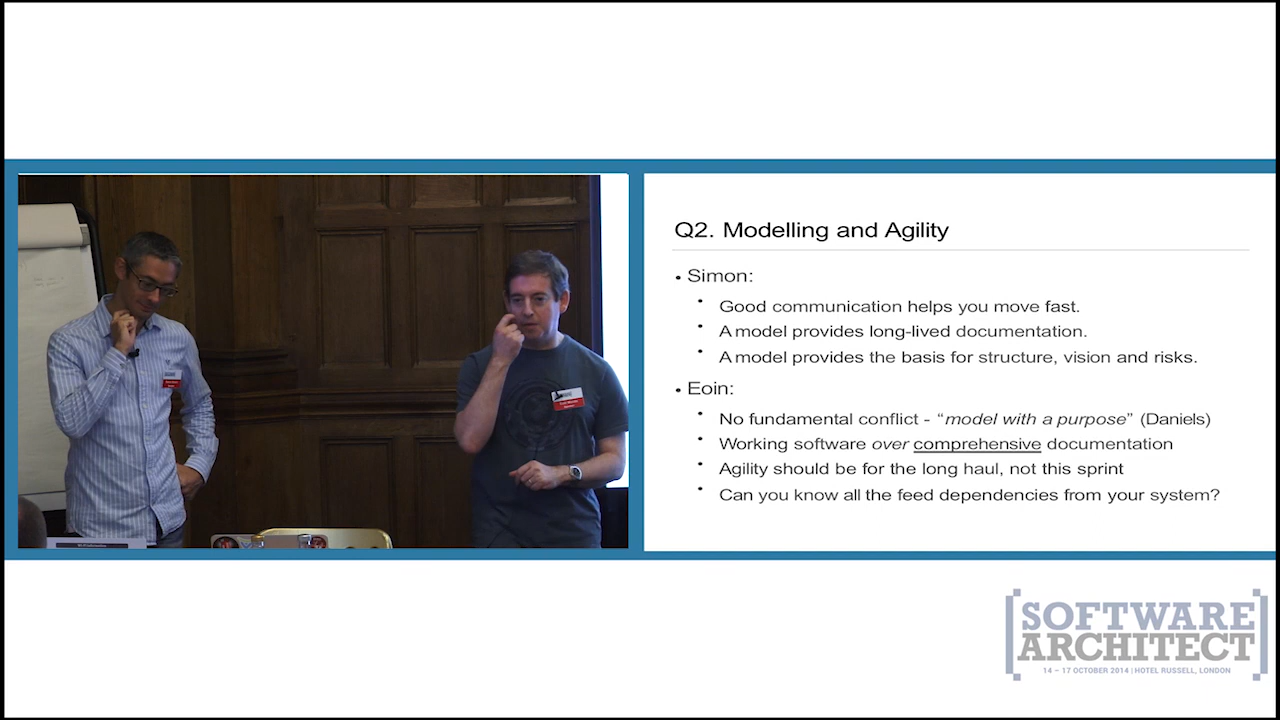 Q2. Modelling and Agility
• Simon:
• Good communication helps you move fast.
• A model provides long-lived documentation.
• A model provides the basis for structure, vision and risks.
• Eoin:
• No fundamental conflict - “model with a purpose” (Daniels)
• Working software over comprehensive documentation
• Agility should be for the long haul, not this sprint
• Can you know all the feed dependencies from your system?
[SOFTWARE
ARCHITECT]
14 – 17 OCTOBER 2014 | HOTEL RUSSELL, LONDON